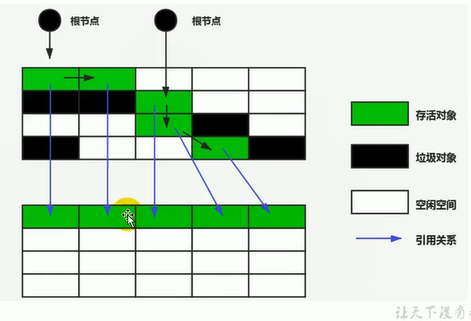 根节点
根节点
存活对象
垃圾对象
空闲空间
引用关系
让天下没有